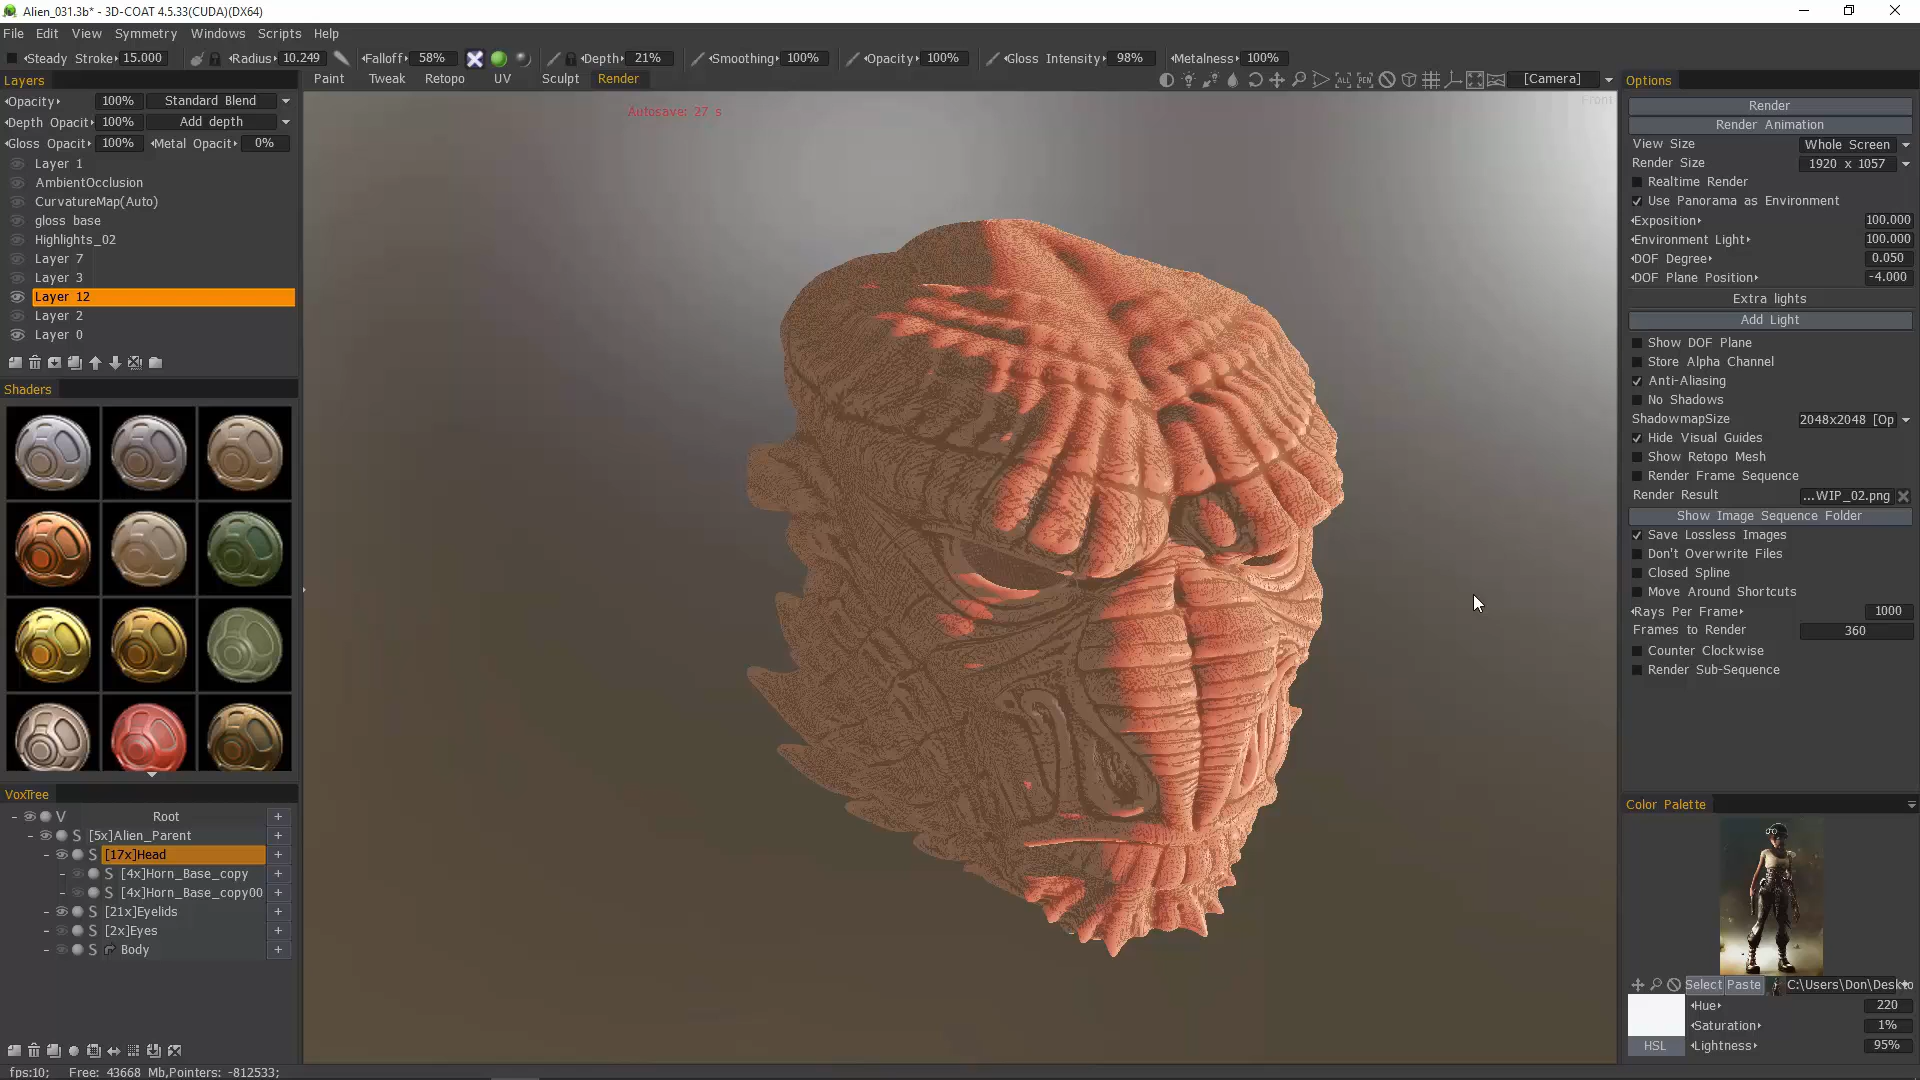 Alien_031.3b* - 3D-COAT 4.5.33(CUDA)(DX64)
File Edit View Symmetry Windows Scripts Help
Steady Stroke 15.000 Radius 10.249 Falloff 58% Depth 21% Smoothing 100% Opacity 100% Gloss Intensity 98% Metalness 100%
Layers
Paint Tweak Retopo UV Sculpt Render
[Camera]
Options
Opacity 100% Standard Blend
Depth Opacit 100% Add depth
Gloss Opacit 100% Metal Opacit 0%
Layer 1
AmbientOcclusion
CurvatureMap(Auto)
gloss base
Highlights_02
Layer 7
Layer 3
Layer 12
Layer 2
Layer 0
Shaders
VoxTree
V Root +
S [5x]Alien_Parent +
S [17x]Head +
S [4x]Horn_Base_copy +
S [4x]Horn_Base_copy00 +
S [21x]Eyelids +
S [2x]Eyes +
S Body +
fps:10; Free: 43668 Mb,Pointers: -812533;
Autosave: 27 s
Front
Render
Render Animation
View Size Whole Screen
Render Size 1920 x 1057
Realtime Render
Use Panorama as Environment
Exposition 100.000
Environment Light 100.000
DOF Degree 0.050
DOF Plane Position -4.000
Extra lights
Add Light
Show DOF Plane
Store Alpha Channel
Anti-Aliasing
No Shadows
ShadowmapSize 2048x2048 [Op
Hide Visual Guides
Show Retopo Mesh
Render Frame Sequence
Render Result ...WIP_02.png
Show Image Sequence Folder
Save Lossless Images
Don't Overwrite Files
Closed Spline
Move Around Shortcuts
Rays Per Frame 1000
Frames to Render 360
Counter Clockwise
Render Sub-Sequence
Color Palette
Select Paste C:\Users\Don\Deskto
Hue 220
Saturation 1%
HSL Lightness 95%